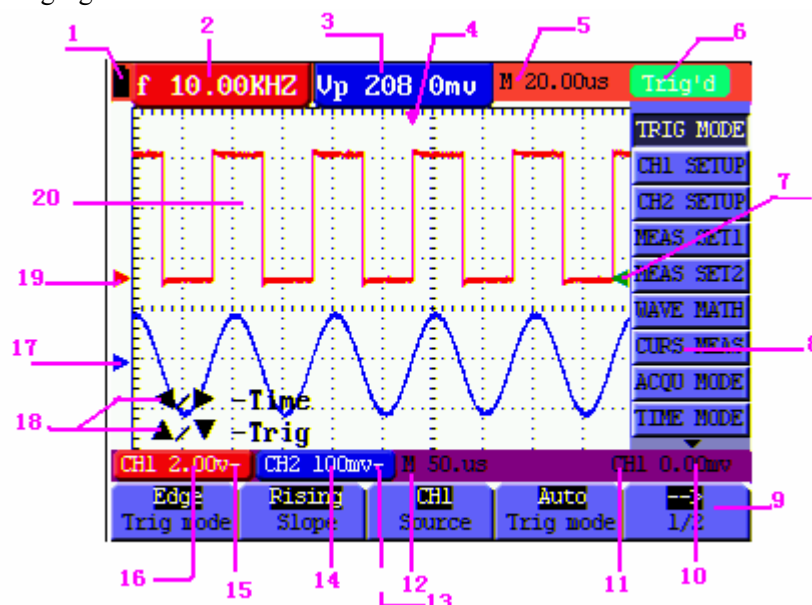 1 2 3 4 5 6
f 10.00KHZ Vp 208.0mv M 20.00us Trig'd
TRIG MODE
CH1 SETUP
CH2 SETUP
7
20
MEAS SET1
19
MEAS SET2
WAVE MATH
17
CURS MEAS
8
ACQU MODE
18
-Time
TIME MODE
-Trig
CH1 2.00v- CH2 100mv- M 50.us CH1 0.00mv
Edge Rising CH1 Auto -->
Trig mode Slope Source Trig mode 1/2
9
16 15 14 13 12 11 10